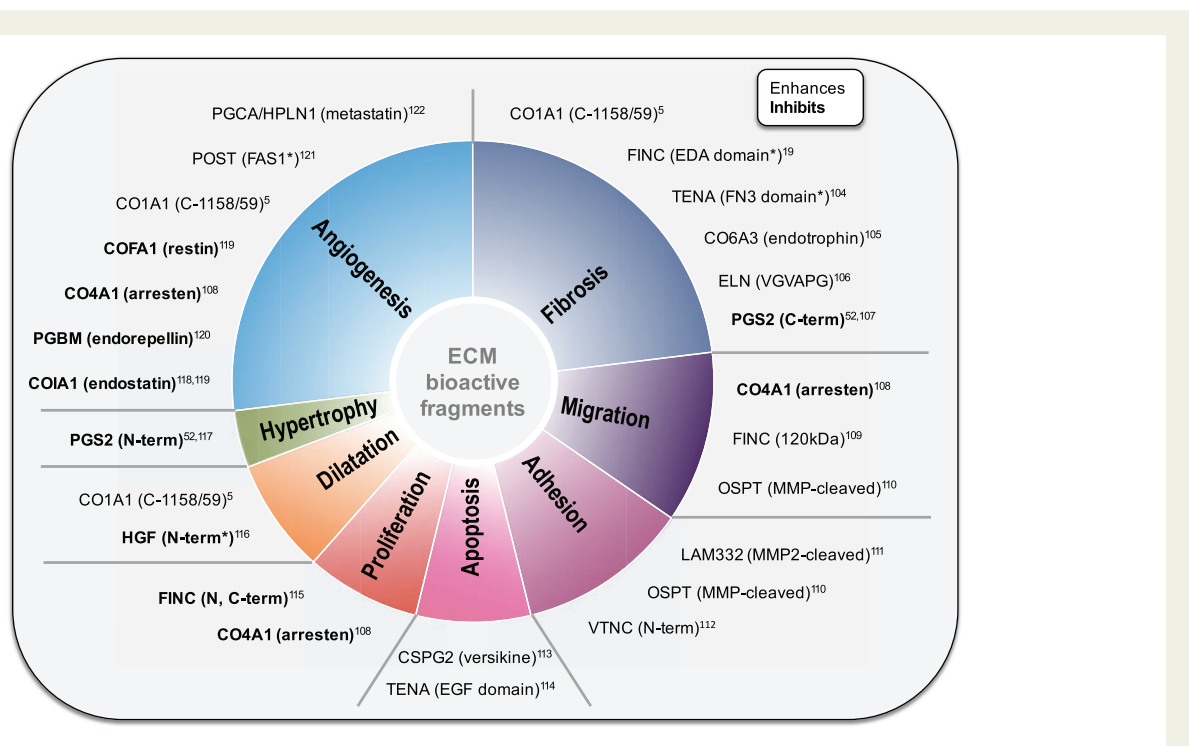 Enhances
Inhibits
PGCA/HPLN1 (metastatin)122
POST (FAS1*)121
CO1A1 (C-1158/59)5
COFA1 (restin)119
CO4A1 (arresten)108
PGBM (endorepellin)120
COIA1 (endostatin)118,119
PGS2 (N-term)52,117
CO1A1 (C-1158/59)5
HGF (N-term*)116
FINC (N, C-term)115
CO4A1 (arresten)108
CSPG2 (versikine)113
TENA (EGF domain)114
CO1A1 (C-1158/59)5
FINC (EDA domain*)19
TENA (FN3 domain*)104
CO6A3 (endotrophin)105
ELN (VGVAPG)106
PGS2 (C-term)52,107
CO4A1 (arresten)108
FINC (120kDa)109
OSPT (MMP-cleaved)110
LAM332 (MMP2-cleaved)111
OSPT (MMP-cleaved)110
VTNC (N-term)112
Angiogenesis
Fibrosis
Migration
Adhesion
Apoptosis
Proliferation
Dilatation
Hypertrophy
ECM
bioactive
fragments